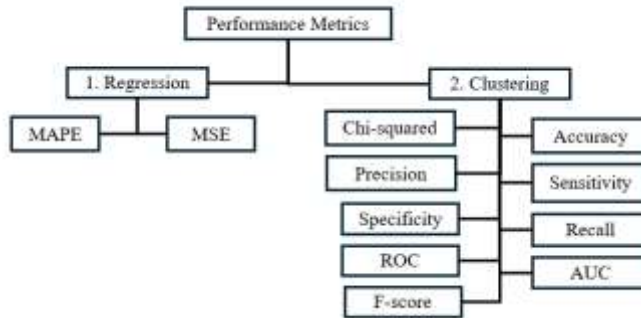 Performance Metrics
1. Regression
2. Clustering
MAPE
MSE
Chi-squared
Accuracy
Precision
Sensitivity
Specificity
Recall
ROC
AUC
F-score